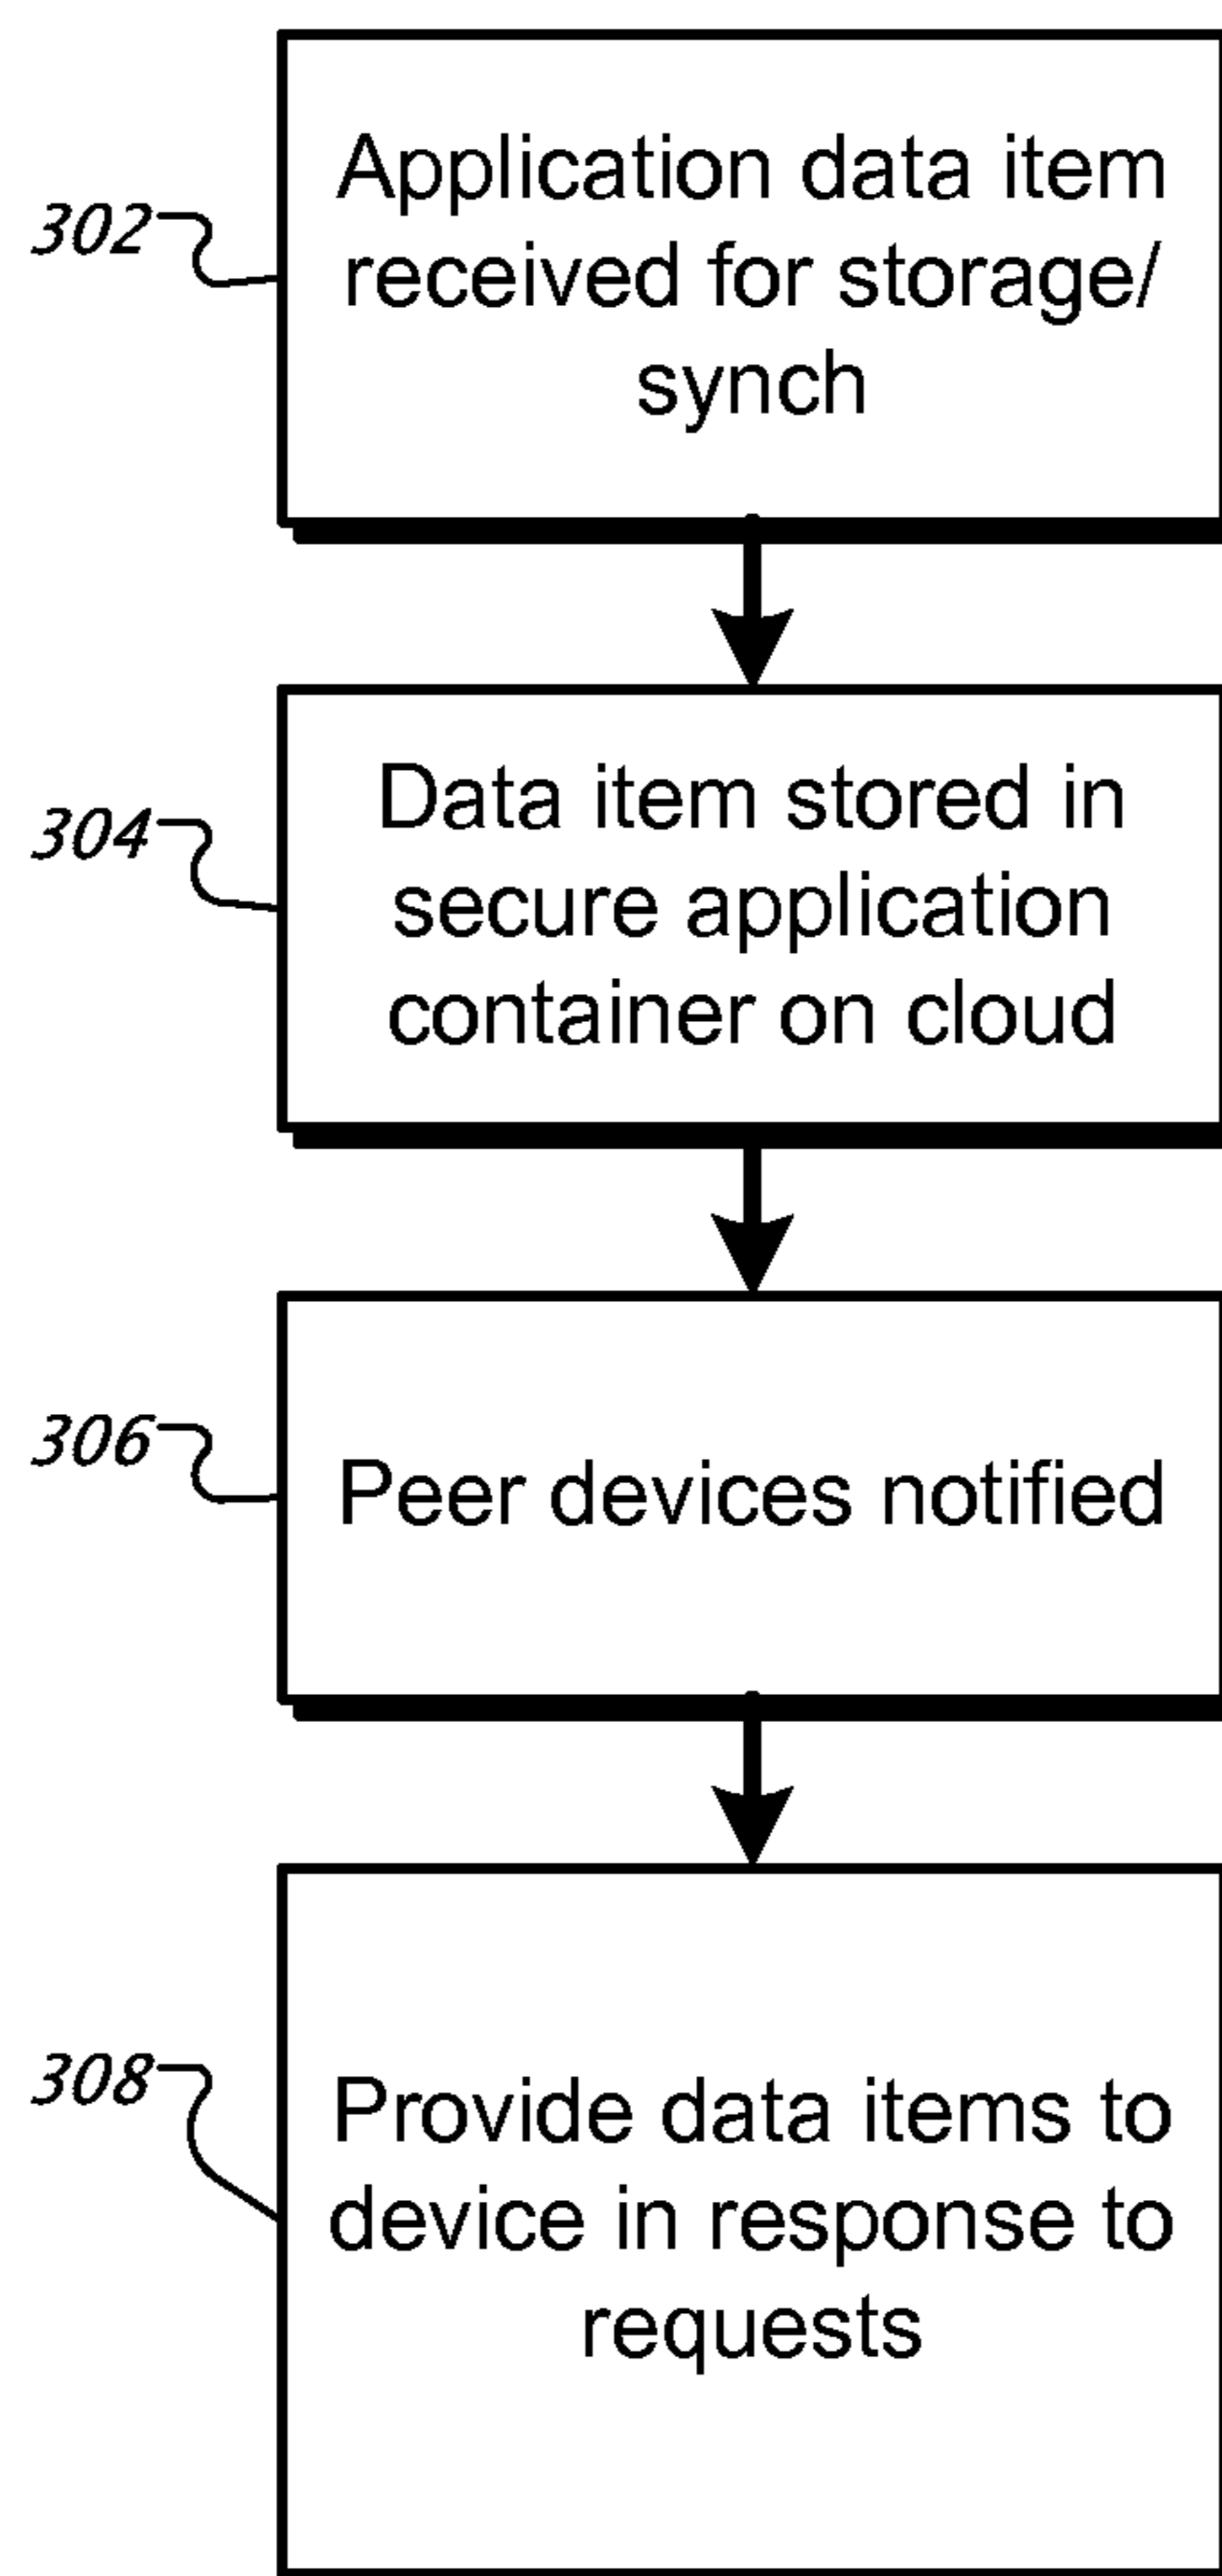 302
Application data item
received for storage/
synch
304
Data item stored in
secure application
container on cloud
306
Peer devices notified
308
Provide data items to
device in response to
requests